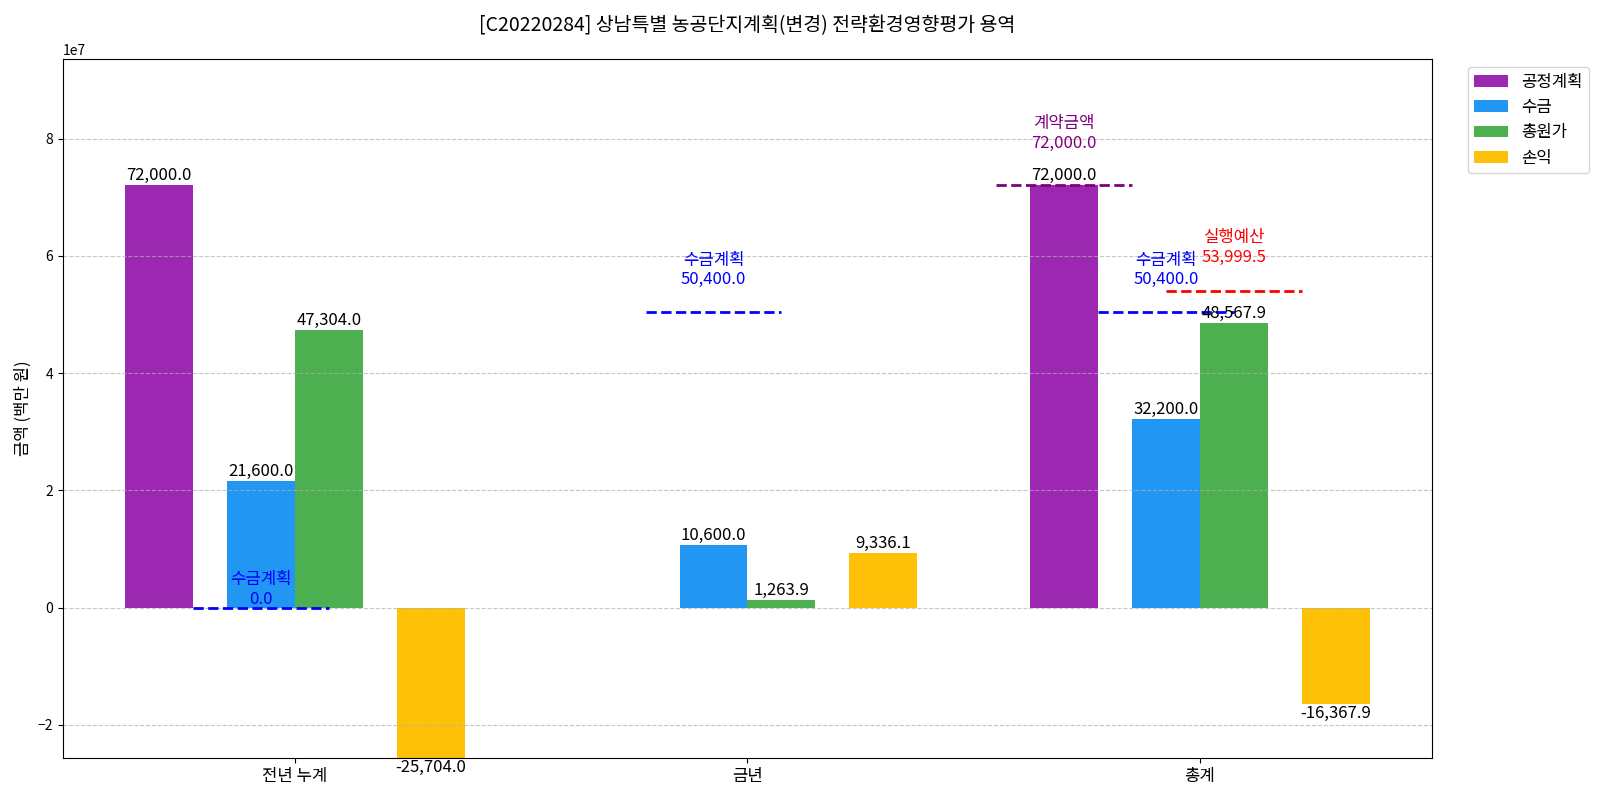 [C20220284] 상남특별 농공단지계획(변경) 전략환경영향평가 용역
1e7
공정계획
수금
총원가
손익
금액 (백만 원)
8
6
4
2
0
−2
계약금액
72,000.0
72,000.0
72,000.0
실행예산
53,999.5
수금계획
50,400.0
수금계획
50,400.0
47,304.0
48,567.9
32,200.0
21,600.0
10,600.0
9,336.1
1,263.9
수금계획
0.0
-25,704.0
-16,367.9
전년 누계
금년
총계